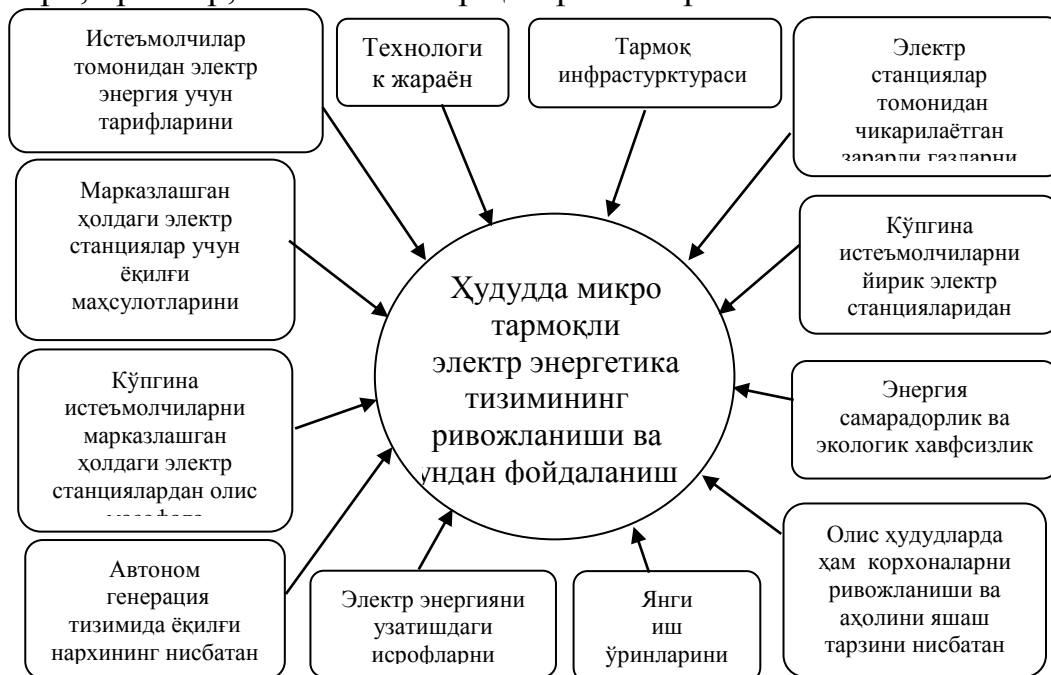 Истеъмолчилар
томонидан электр
энергия учун
тарифларини
Технологи
к жараён
Тармоқ
инфрастурктураси
Электр
станциялар
томонидан
чикарилаётган
зарарли газларни
Марказлашган
ҳолдаги электр
станциялар учун
ёқилғи
маҳсулотларини
Кўпгина
истеъмолчиларни
йирик электр
станцияларидан
Ҳудудда микро
тармоқли
электр энергетика
тизимининг
ривожланиши ва
ундан фойдаланиш
Кўпгина
истеъмолчиларни
марказлашган
ҳолдаги электр
станциялардан олис
Энергия
самарадорлик ва
экологик хавфсизлик
Автоном
генерация
тизимида ёқилғи
нархининг нисбатан
Электр энергияни
узатишдаги
исрофларни
Янги
иш
ўринларини
Олис ҳудудларда
ҳам корхоналарни
ривожланиши ва
аҳолини яшаш
тарзини нисбатан